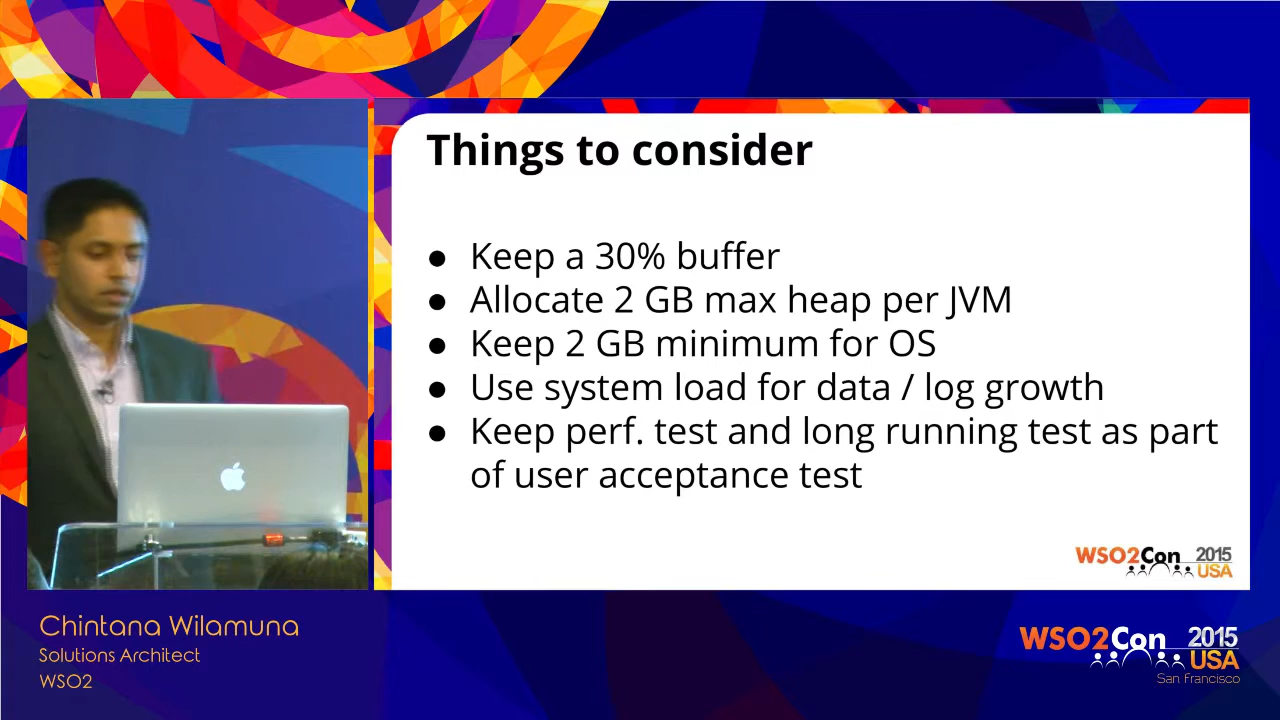 Things to consider
● Keep a 30% buffer
● Allocate 2 GB max heap per JVM
● Keep 2 GB minimum for OS
● Use system load for data / log growth
● Keep perf. test and long running test as part
of user acceptance test
WSO2Con 2015
USA
Chintana Wilamuna
Solutions Architect
WSO2
WSO2Con 2015
USA
San Francisco